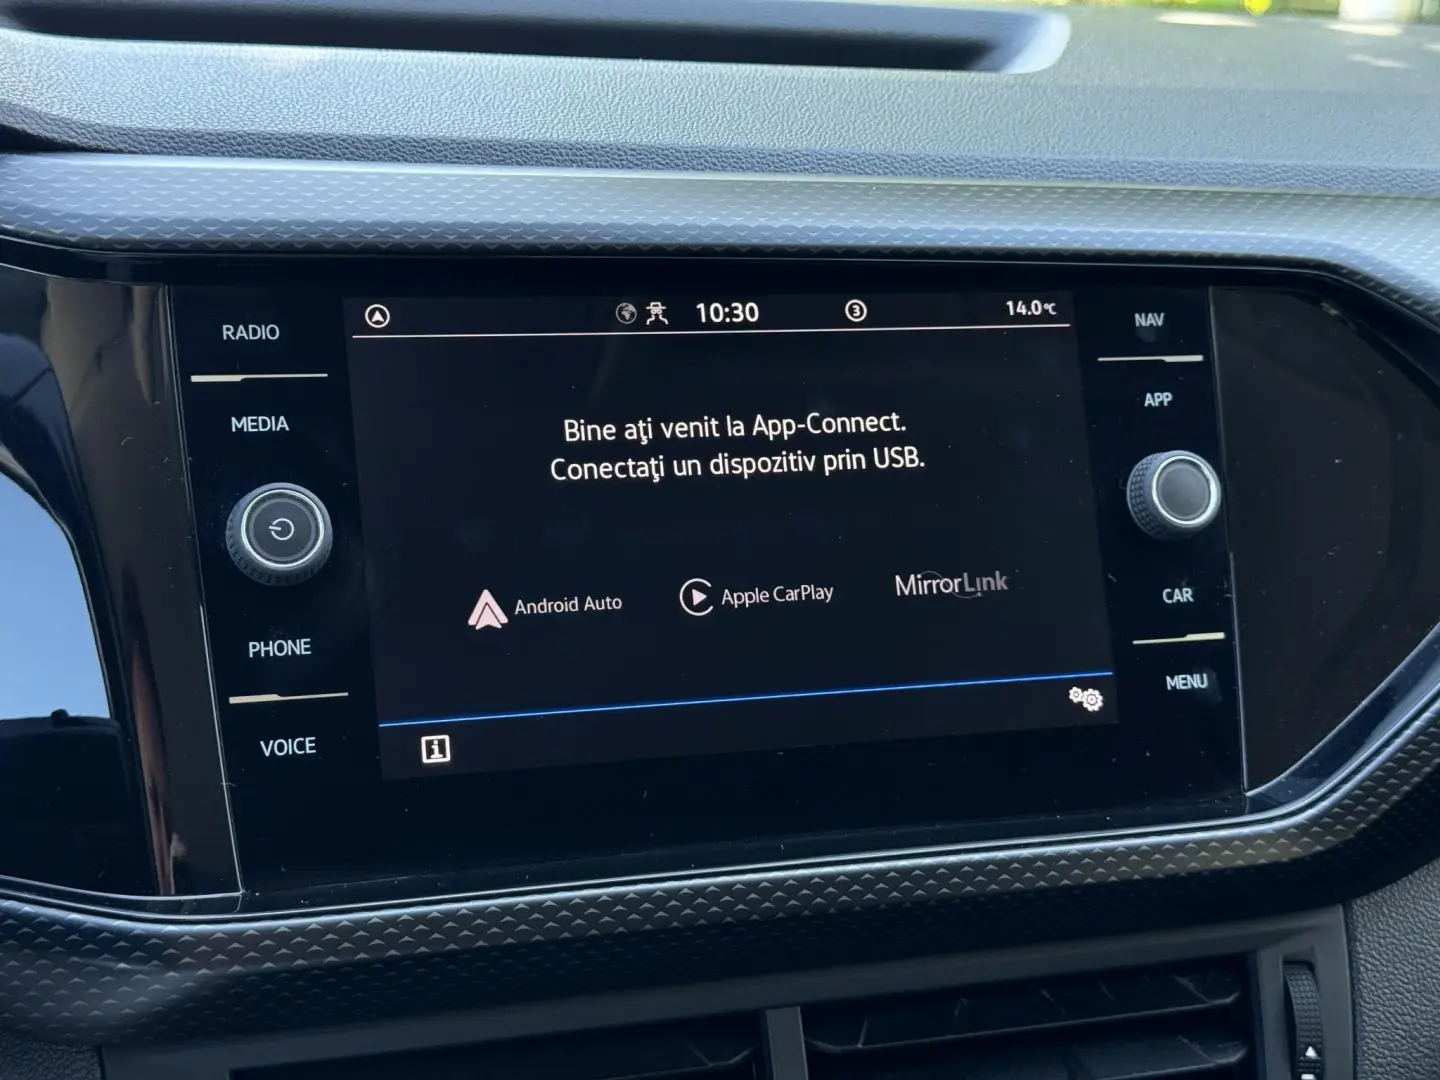 RADIO
MEDIA
PHONE
VOICE
10:30
3
14.0°C
Bine aţi venit la App-Connect.
Conectaţi un dispozitiv prin USB.
Android Auto
Apple CarPlay
MirrorLink
i
NAV
APP
CAR
MENU